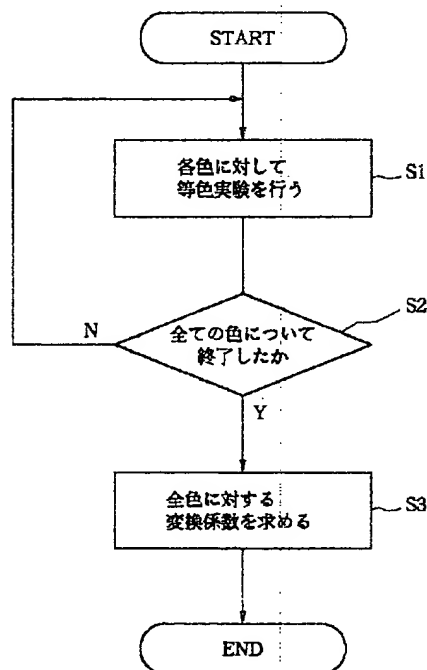 START
各色に対して
等色実験を行う
S1
S2
N
全ての色について
終了したか
Y
全色に対する
変換係数を求める
S3
END